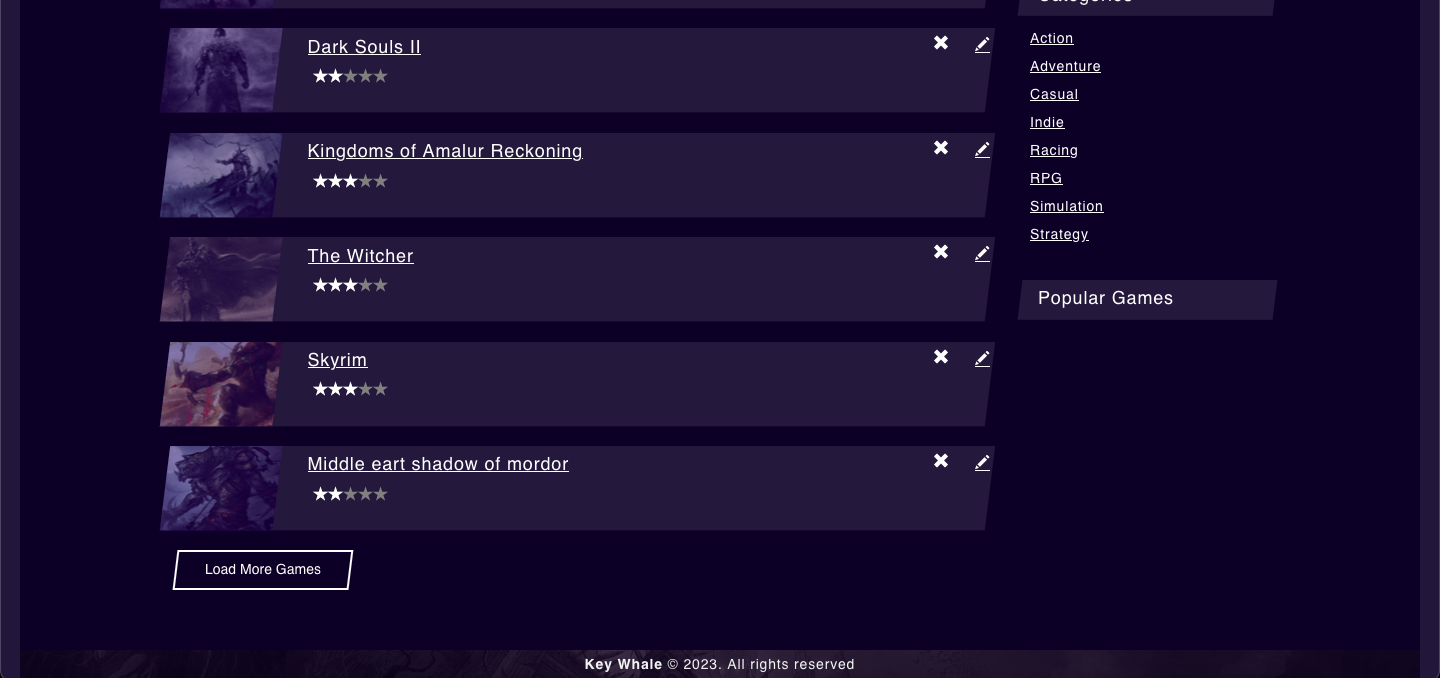 Dark Souls II
Kingdoms of Amalur Reckoning
The Witcher
Skyrim
Middle eart shadow of mordor
Load More Games
Categories
Action
Adventure
Casual
Indie
Racing
RPG
Simulation
Strategy
Popular Games
Key Whale © 2023. All rights reserved